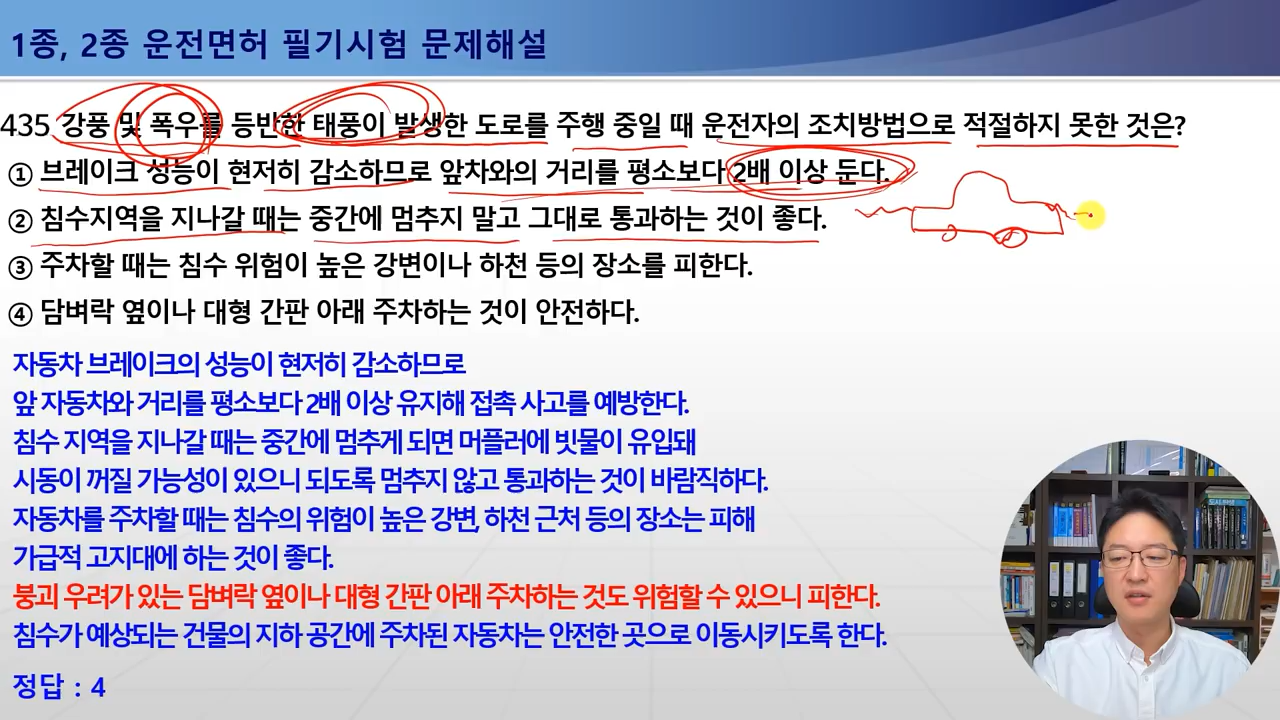 1종, 2종 운전면허 필기시험 문제해설
435 강풍 및 폭우를 등반한 태풍이 발생한 도로를 주행 중일 때 운전자의 조치방법으로 적절하지 못한 것은?
① 브레이크 성능이 현저히 감소하므로 앞차와의 거리를 평소보다 2배 이상 둔다.
② 침수지역을 지나갈 때는 중간에 멈추지 말고 그대로 통과하는 것이 좋다.
③ 주차할 때는 침수 위험이 높은 강변이나 하천 등의 장소를 피한다.
④ 담벼락 옆이나 대형 간판 아래 주차하는 것이 안전하다.
자동차 브레이크의 성능이 현저히 감소하므로
앞 자동차와 거리를 평소보다 2배 이상 유지해 접촉 사고를 예방한다.
침수 지역을 지나갈 때는 중간에 멈추게 되면 머플러에 빗물이 유입돼
시동이 꺼질 가능성이 있으니 되도록 멈추지 않고 통과하는 것이 바람직하다.
자동차를 주차할 때는 침수의 위험이 높은 강변, 하천 근처 등의 장소는 피해
가급적 고지대에 하는 것이 좋다.
붕괴 우려가 있는 담벼락 옆이나 대형 간판 아래 주차하는 것도 위험할 수 있으니 피한다.
침수가 예상되는 건물의 지하 공간에 주차된 자동차는 안전한 곳으로 이동시키도록 한다.
정답 : 4